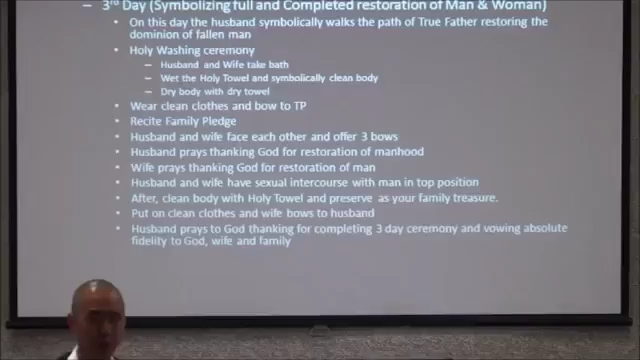 – 3rd Day (Symbolizing full and Completed restoration of Man & Woman)
• On this day the husband symbolically walks the path of True Father restoring the
dominion of fallen man
• Holy Washing ceremony
– Husband and Wife take bath
– Wet the Holy Towel and symbolically clean body
– Dry body with dry towel
• Wear clean clothes and bow to TP
• Recite Family Pledge
• Husband and wife face each other and offer 3 bows
• Husband prays thanking God for restoration of manhood
• Wife prays thanking God for restoration of man
• Husband and wife have sexual intercourse with man in top position
• After, clean body with Holy Towel and preserve as your family treasure.
• Put on clean clothes and wife bows to husband
• Husband prays to God thanking for completing 3 day ceremony and vowing absolute
fidelity to God, wife and family